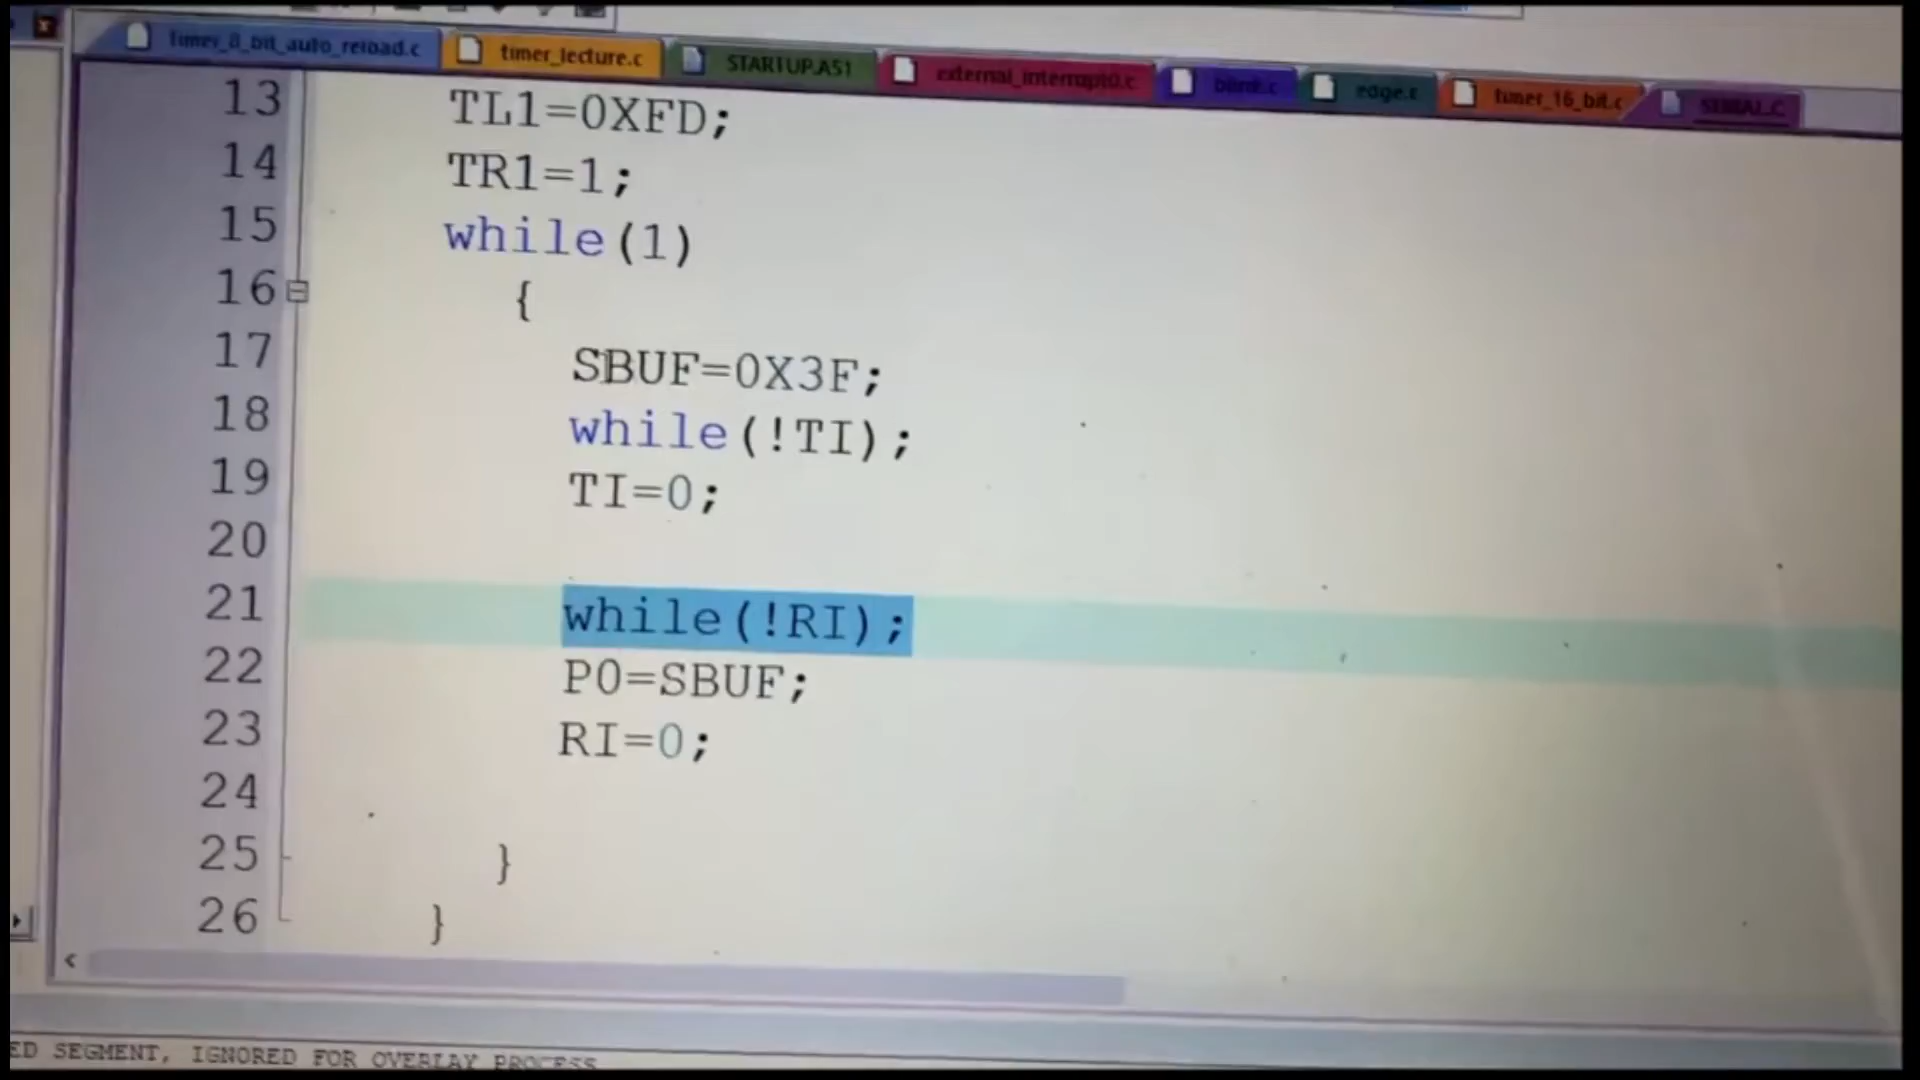 timer_8_bit_auto_reload.c timer_lecture.c STARTUP.A51 external_interrupt0.c blink.c edge.c timer_16_bit.c SERIAL.C
13 TL1=0XFD;
14 TR1=1;
15 while(1)
16 {
17 SBUF=0X3F;
18 while(!TI);
19 TI=0;
20
21 while(!RI);
22 P0=SBUF;
23 RI=0;
24
25 }
26 }
ED SEGMENT, IGNORED FOR OVERLAY PROCESS